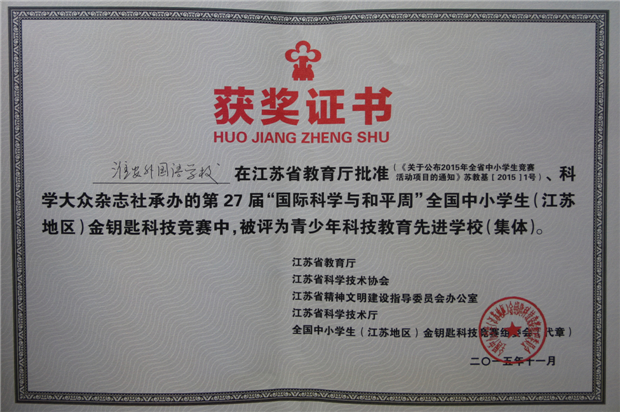 获奖证书
HUO JIANG ZHENG SHU
淮安外国语学校 在江苏省教育厅批准（《关于公布2015年全省中小学生竞赛活动项目的通知》苏教基［2015］1号）、科
学大众杂志社承办的第27届“国际科学与和平周”全国中小学生（江苏
地区）金钥匙科技竞赛中，被评为青少年科技教育先进学校（集体）。
江苏省教育厅
江苏省科学技术协会
江苏省精神文明建设指导委员会办公室
江苏省科学技术厅
全国中小学生（江苏地区）金钥匙科技竞赛组委会（代章）
二〇一五年十一月